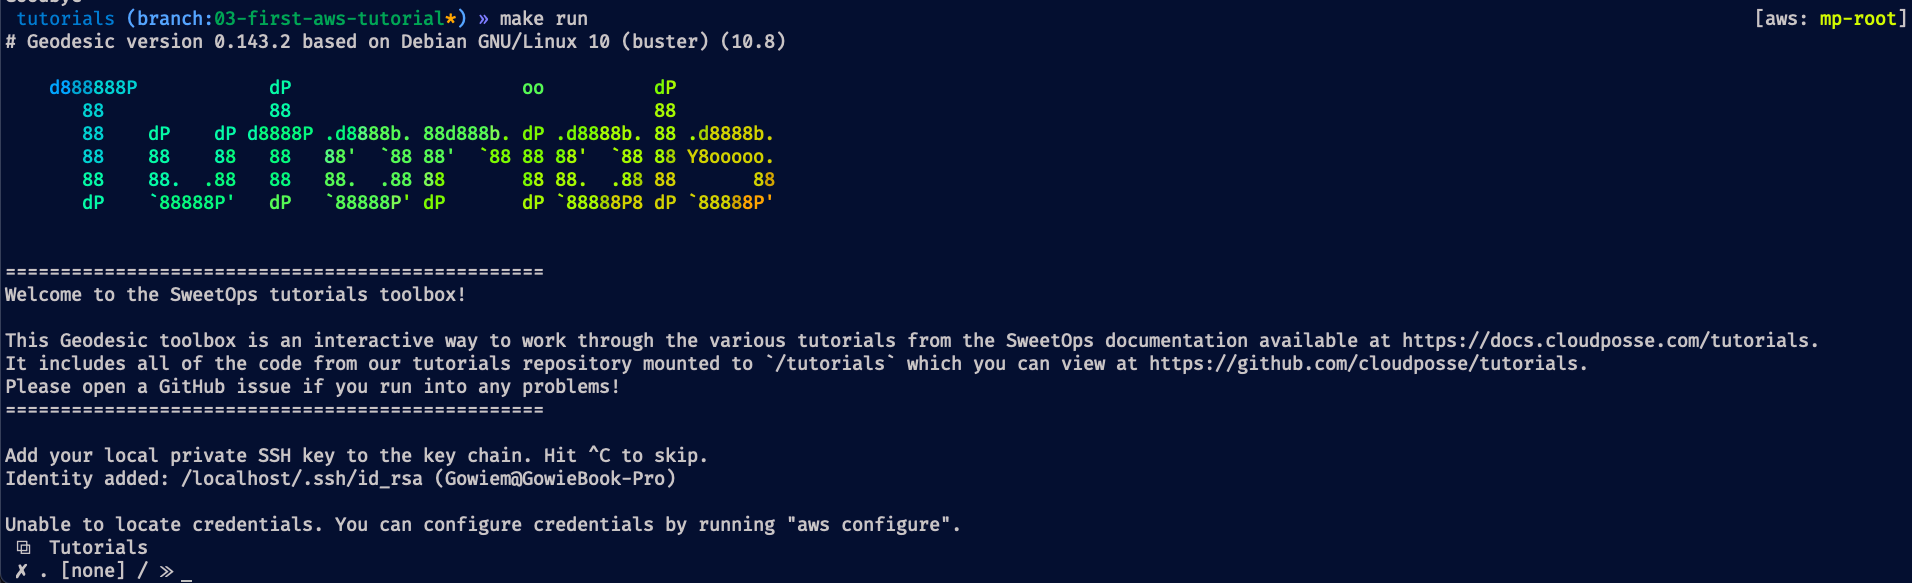 Goodbye
tutorials (branch:03-first-aws-tutorial*) » make run [aws: mp-root]
# Geodesic version 0.143.2 based on Debian GNU/Linux 10 (buster) (10.8)
d888888P dP oo dP
88 88 88
88 dP dP d8888P .d8888b. 88d888b. dP .d8888b. 88 .d8888b.
88 88 88 88 88' `88 88' `88 88 88' `88 88 Y8ooooo.
88 88. .88 88 88. .88 88 88 88. .88 88 88
dP `88888P' dP `88888P' dP dP `88888P8 dP `88888P'
=================================================
Welcome to the SweetOps tutorials toolbox!
This Geodesic toolbox is an interactive way to work through the various tutorials from the SweetOps documentation available at https://docs.cloudposse.com/tutorials.
It includes all of the code from our tutorials repository mounted to `/tutorials` which you can view at https://github.com/cloudposse/tutorials.
Please open a GitHub issue if you run into any problems!
=================================================
Add your local private SSH key to the key chain. Hit ^C to skip.
Identity added: /localhost/.ssh/id_rsa (Gowiem@GowieBook-Pro)
Unable to locate credentials. You can configure credentials by running "aws configure".
⧉ Tutorials
✗ . [none] / ⨠ _